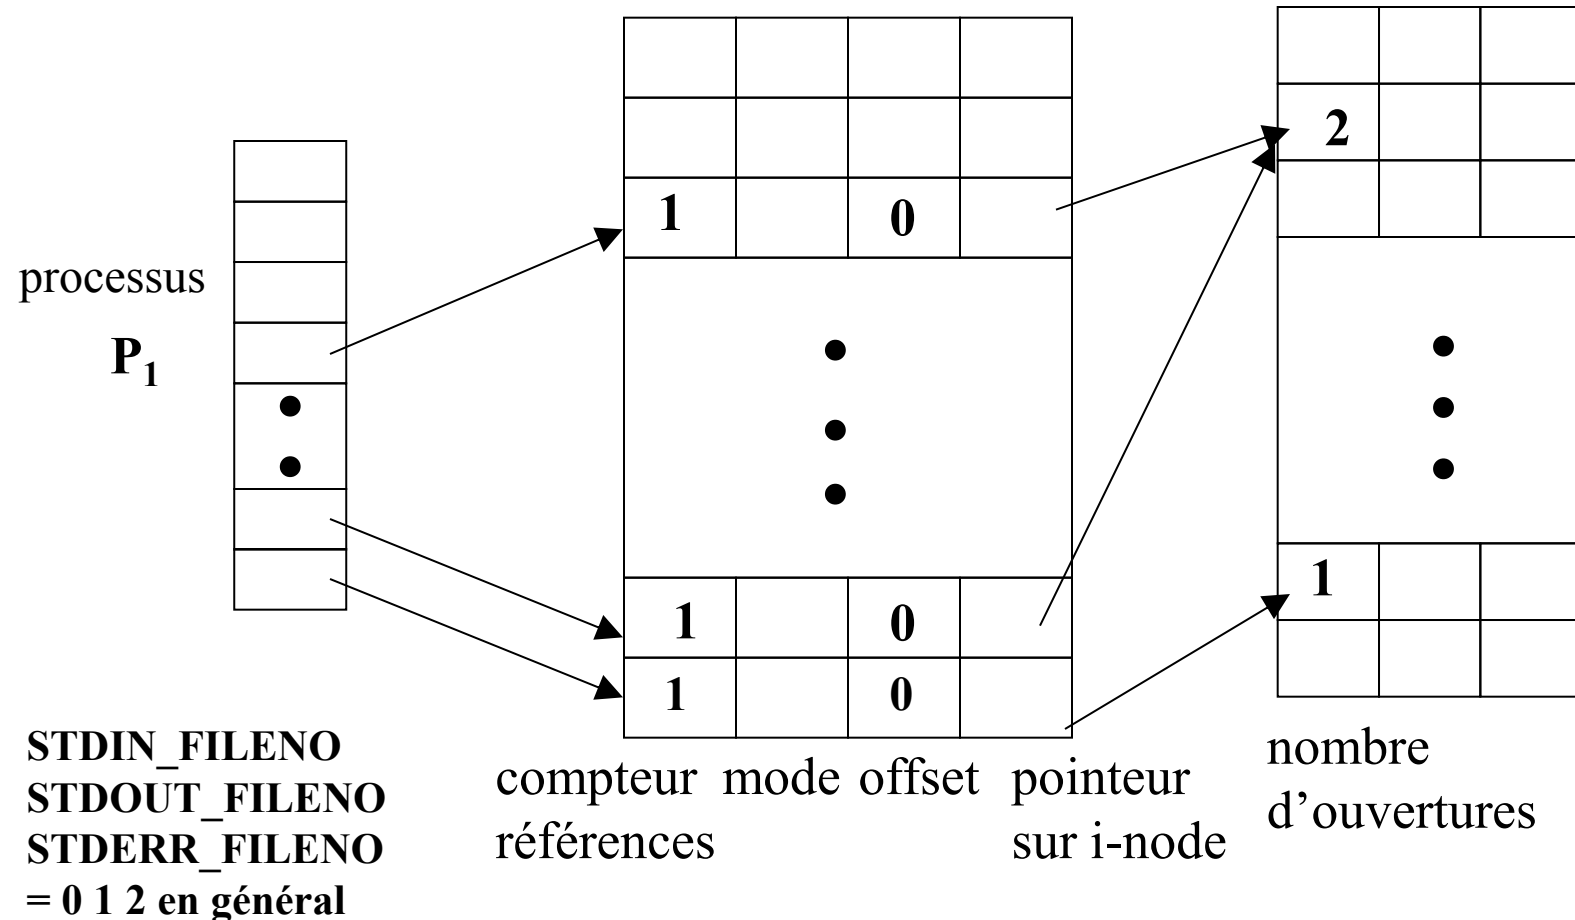 2
1 0
processus
P₁
1
1 0
1 0
STDIN_FILENO
STDOUT_FILENO
STDERR_FILENO
= 0 1 2 en général
compteur mode offset pointeur
références sur i-node
nombre
d’ouvertures